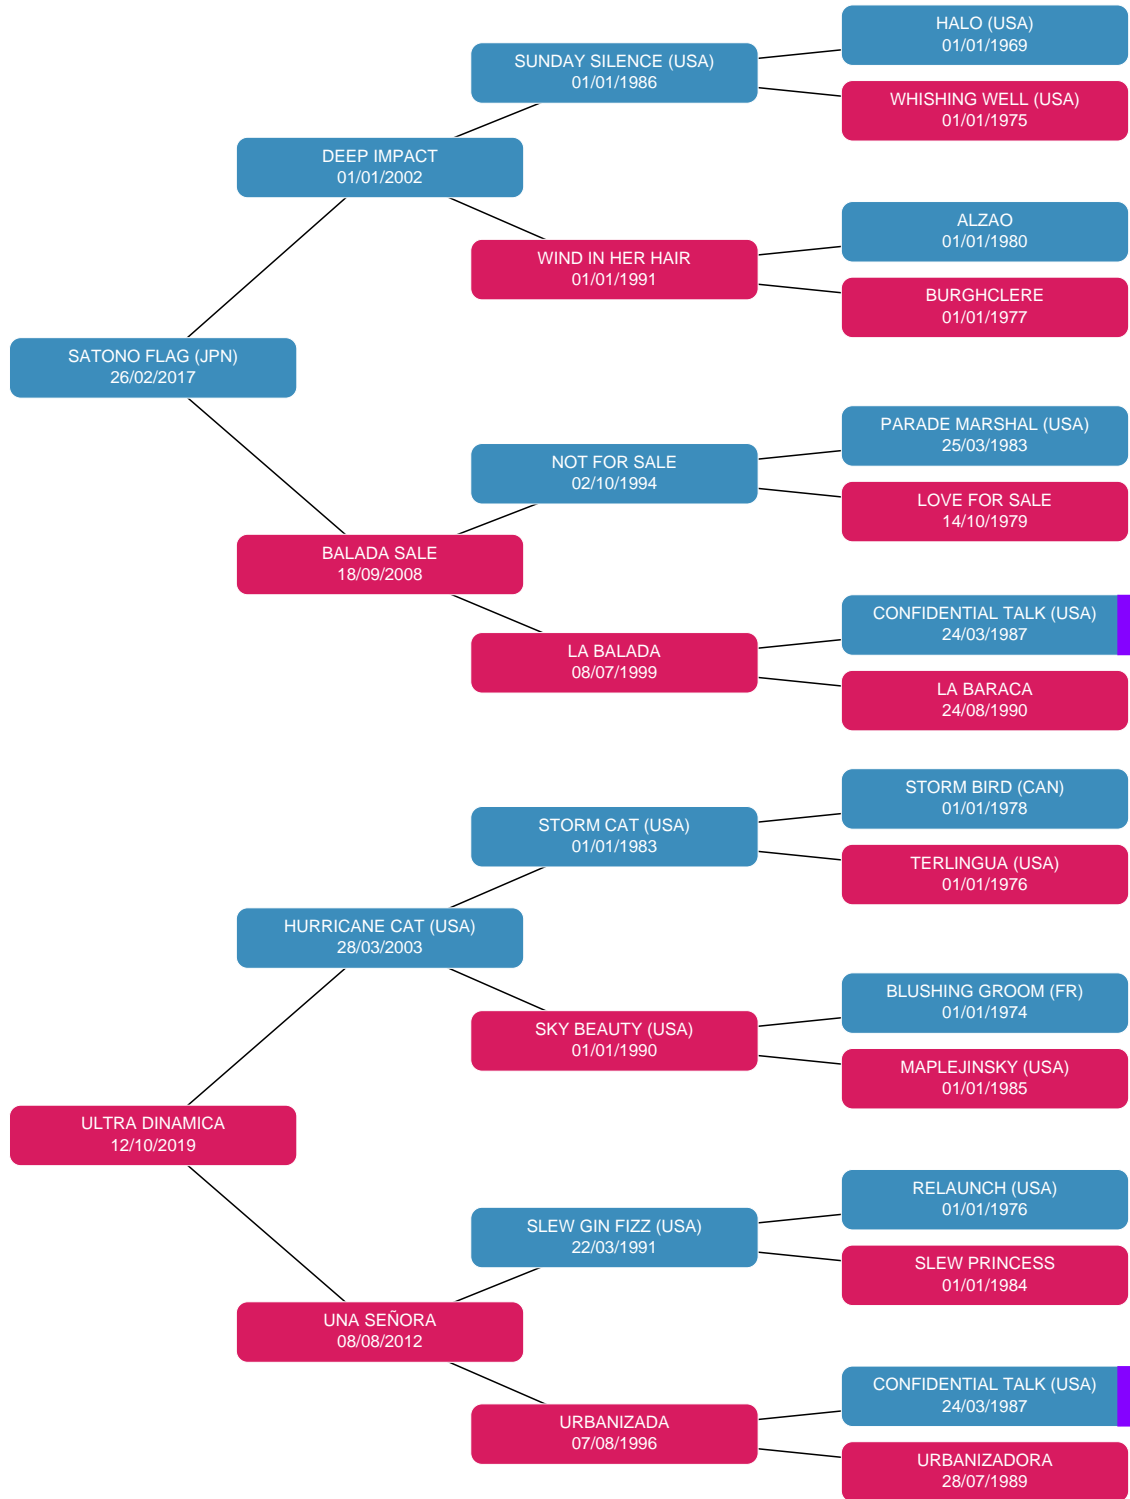 HALO (USA)
01/01/1969
SUNDAY SILENCE (USA)
01/01/1986
WHISHING WELL (USA)
01/01/1975
DEEP IMPACT
01/01/2002
ALZAO
01/01/1980
WIND IN HER HAIR
01/01/1991
BURGHCLERE
01/01/1977
SATONO FLAG (JPN)
26/02/2017
PARADE MARSHAL (USA)
25/03/1983
NOT FOR SALE
02/10/1994
LOVE FOR SALE
14/10/1979
BALADA SALE
18/09/2008
CONFIDENTIAL TALK (USA)
24/03/1987
LA BALADA
08/07/1999
LA BARACA
24/08/1990
STORM BIRD (CAN)
01/01/1978
STORM CAT (USA)
01/01/1983
TERLINGUA (USA)
01/01/1976
HURRICANE CAT (USA)
28/03/2003
BLUSHING GROOM (FR)
01/01/1974
SKY BEAUTY (USA)
01/01/1990
MAPLEJINSKY (USA)
01/01/1985
ULTRA DINAMICA
12/10/2019
RELAUNCH (USA)
01/01/1976
SLEW GIN FIZZ (USA)
22/03/1991
SLEW PRINCESS
01/01/1984
UNA SEÑORA
08/08/2012
CONFIDENTIAL TALK (USA)
24/03/1987
URBANIZADA
07/08/1996
URBANIZADORA
28/07/1989